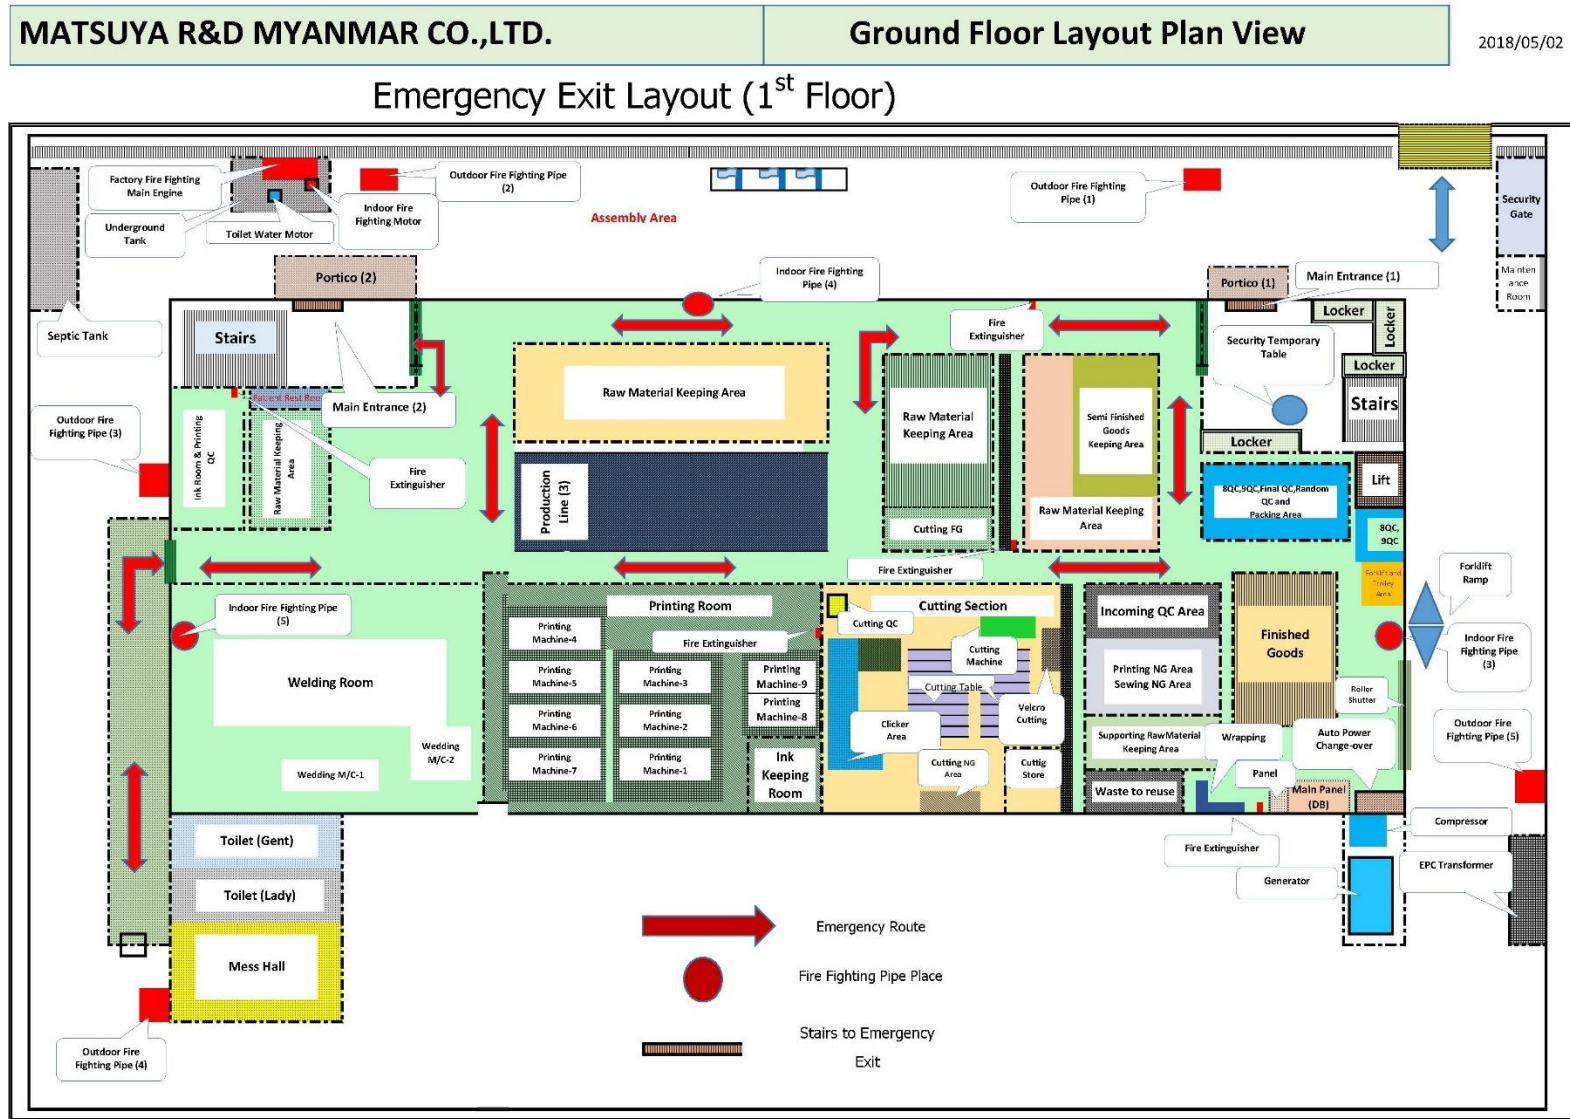 MATSUYA R&D MYANMAR CO.,LTD.
Ground Floor Layout Plan View
2018/05/02
Emergency Exit Layout (1st Floor)
Factory Fire Fighting
Main Engine
Outdoor Fire Fighting Pipe
(2)
Indoor Fire
Fighting Motor
Underground
Tank
Toilet Water Motor
Assembly Area
Outdoor Fire Fighting
Pipe (1)
Security
Gate
Mainten
ance
Room
Septic Tank
Portico (2)
Indoor Fire Fighting
Pipe (4)
Portico (1)
Main Entrance (1)
Stairs
Fire
Extinguisher
Locker
Locker
Locker
Security Temporary
Table
Stairs
Locker
Main Entrance (2)
Raw Material Keeping Area
Raw Material
Keeping Area
Semi Finished
Goods
Keeping Area
Outdoor Fire
Fighting Pipe (3)
Ink Room & Printing
QC
Raw Material Keeping
Area
Fire
Extinguisher
Production
Line (3)
Cutting FG
Raw Material Keeping
Area
8QC,9QC,Final QC,Random
QC and
Packing Area
Lift
8QC,
9QC
Fire Extinguisher
Forklift and
Trolley
Area
Forklift
Ramp
Indoor Fire Fighting Pipe
(5)
Printing Room
Fire Extinguisher
Cutting Section
Cutting QC
Cutting
Machine
Incoming QC Area
Finished
Goods
Indoor Fire
Fighting Pipe
(3)
Printing
Machine-4
Printing
Machine-5
Printing
Machine-3
Printing
Machine-9
Printing
Machine-8
Welding Room
Cutting Table
Velcro
Cutting
Printing NG Area
Sewing NG Area
Roller
Shutter
Printing
Machine-6
Printing
Machine-2
Clicker
Area
Outdoor Fire
Fighting Pipe (5)
Wedding
M/C-2
Wedding M/C-1
Printing
Machine-7
Printing
Machine-1
Ink
Keeping
Room
Cutting NG
Area
Cuttig
Store
Supporting RawMaterial
Keeping Area
Wrapping
Auto Power
Change-over
Panel
Waste to reuse
Main Panel
(DB)
Toilet (Gent)
Fire Extinguisher
Compressor
Toilet (Lady)
Generator
EPC Transformer
Mess Hall
Outdoor Fire
Fighting Pipe (4)
Emergency Route
Fire Fighting Pipe Place
Stairs to Emergency
Exit